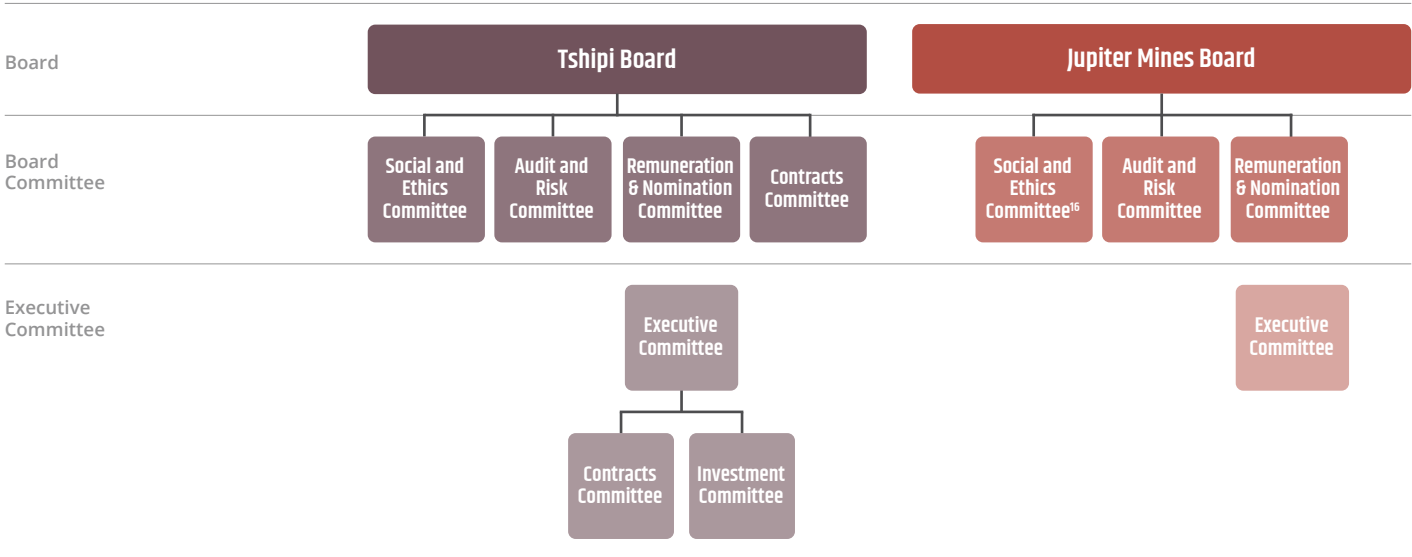 Board
Tshipi Board
Jupiter Mines Board
Board
Committee
Social and
Ethics
Committee
Audit and
Risk
Committee
Remuneration
& Nomination
Committee
Contracts
Committee
Social and
Ethics
Committee¹⁶
Audit and
Risk
Committee
Remuneration
& Nomination
Committee
Executive
Committee
Executive
Committee
Executive
Committee
Contracts
Committee
Investment
Committee